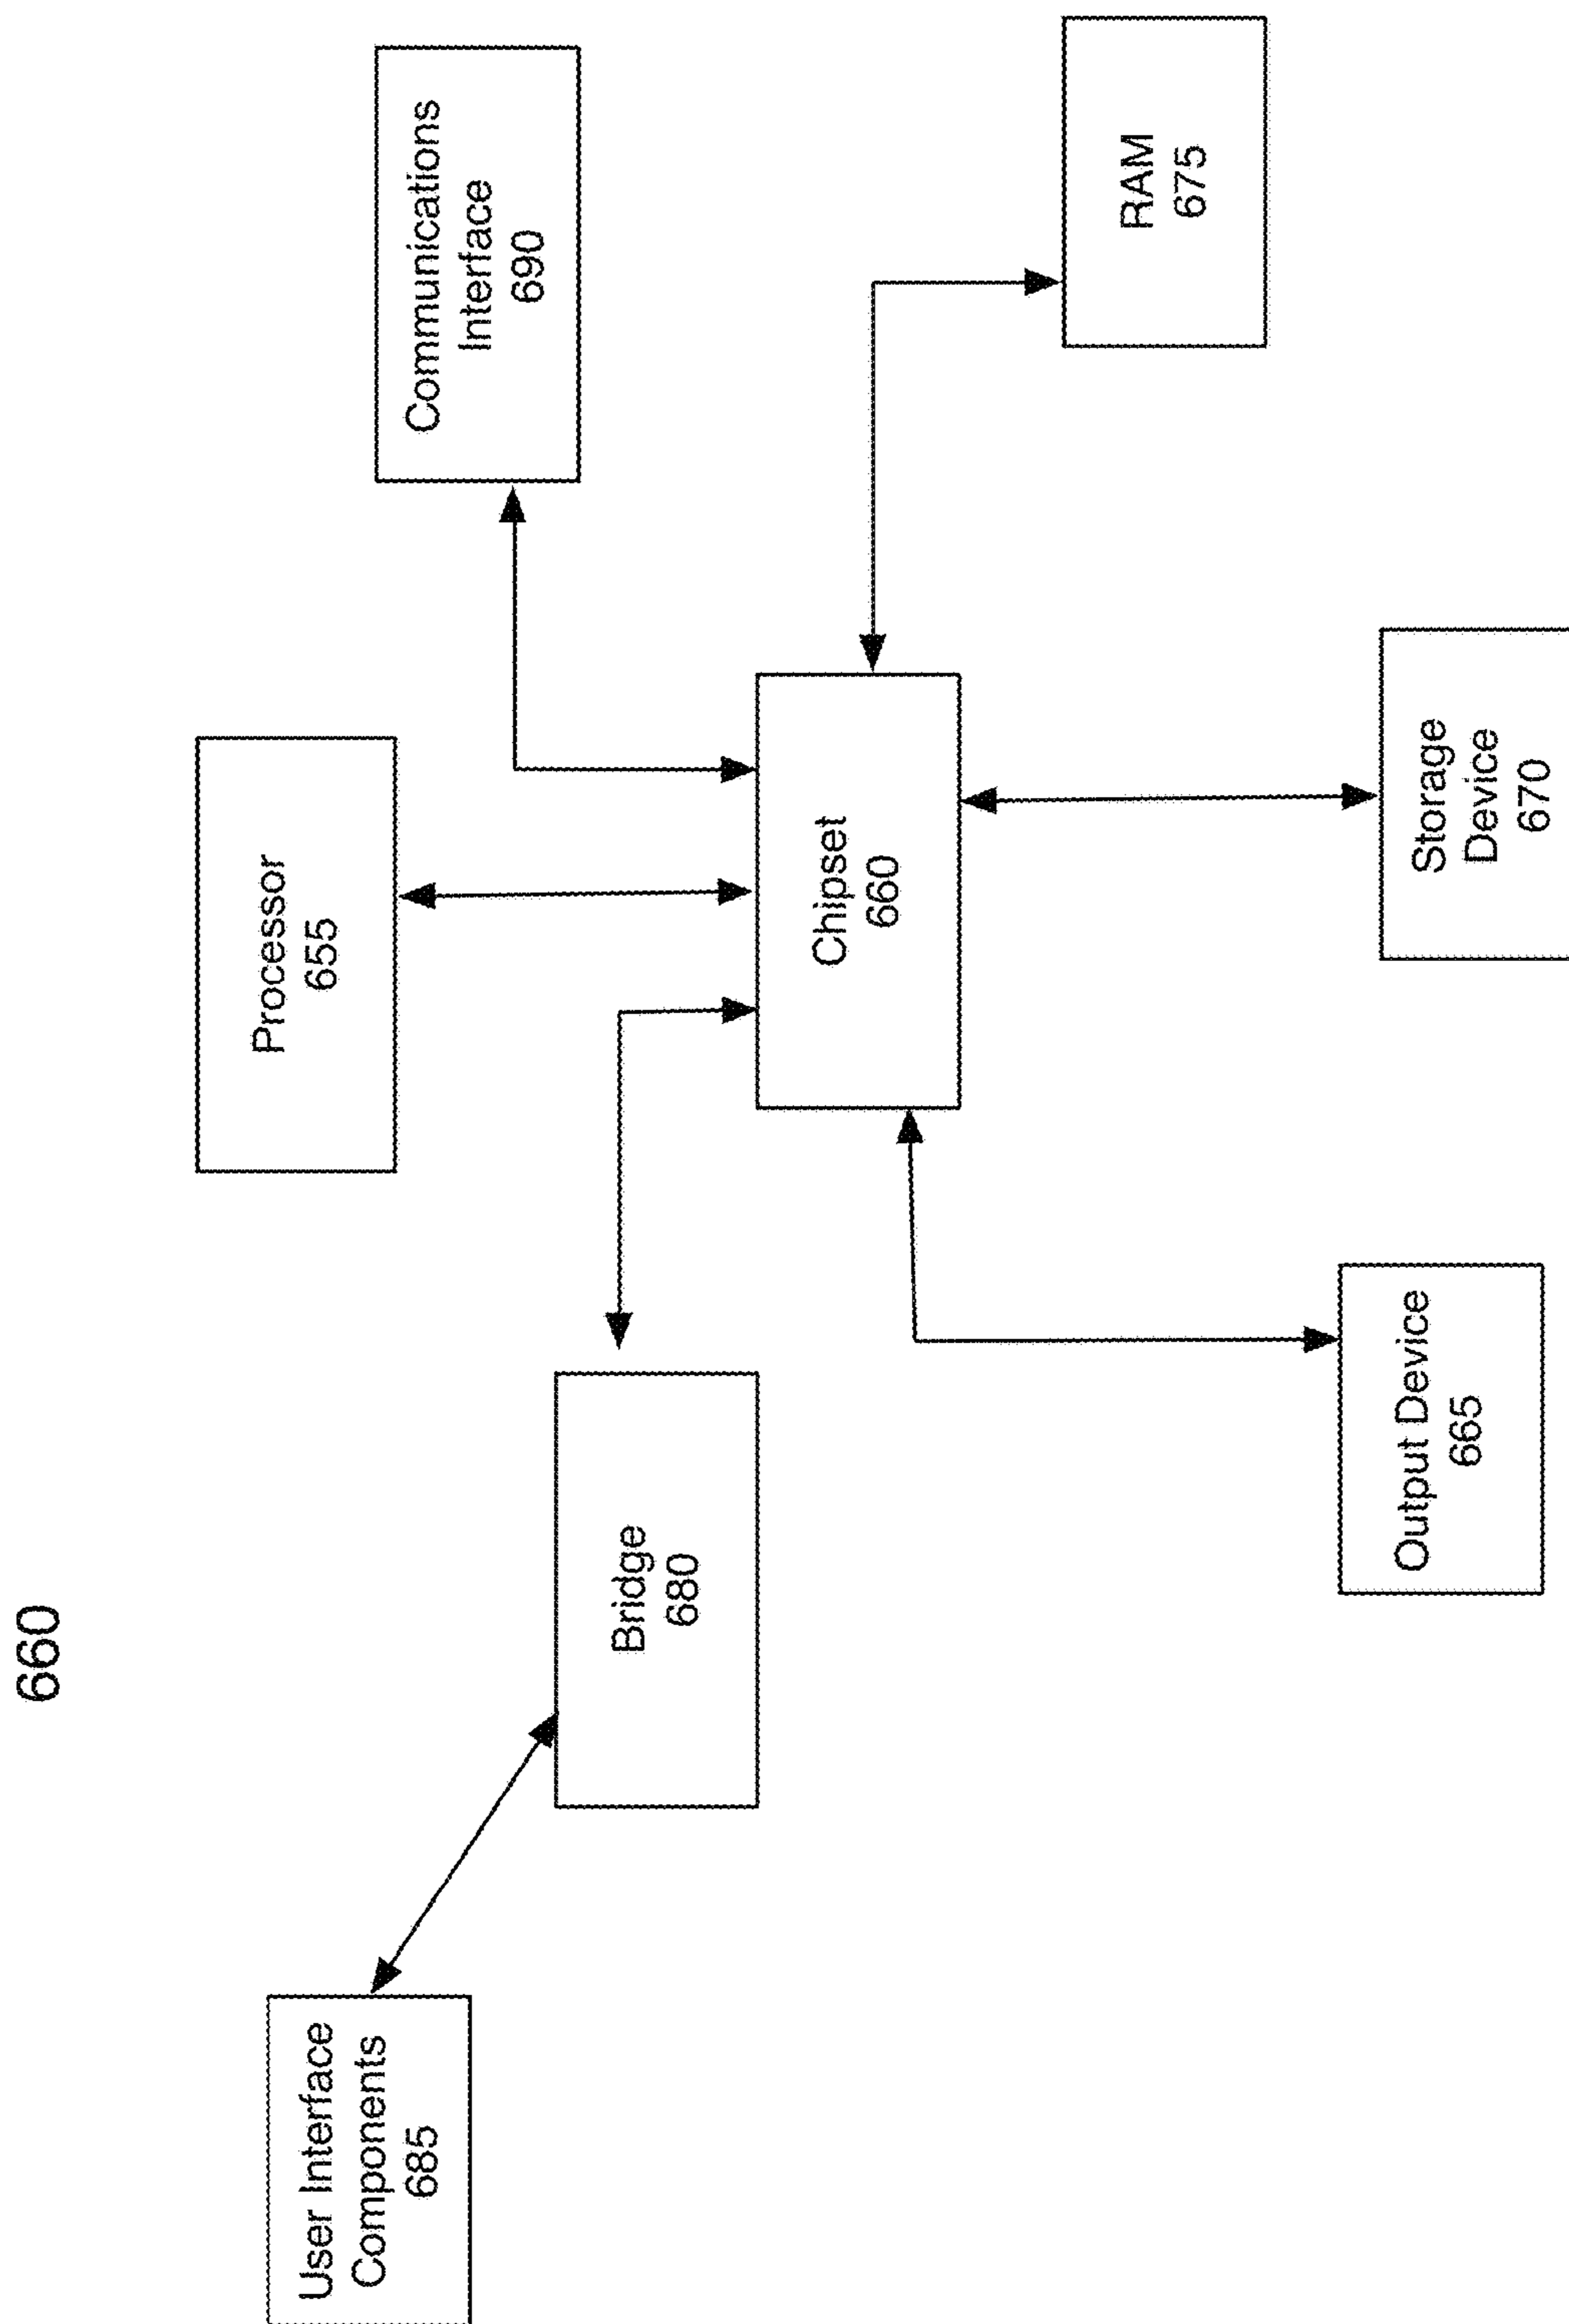 660
User Interface
Components
685
Processor
655
Communications
Interface
690
Bridge
680
Chipset
660
RAM
675
Output Device
665
Storage
Device
670